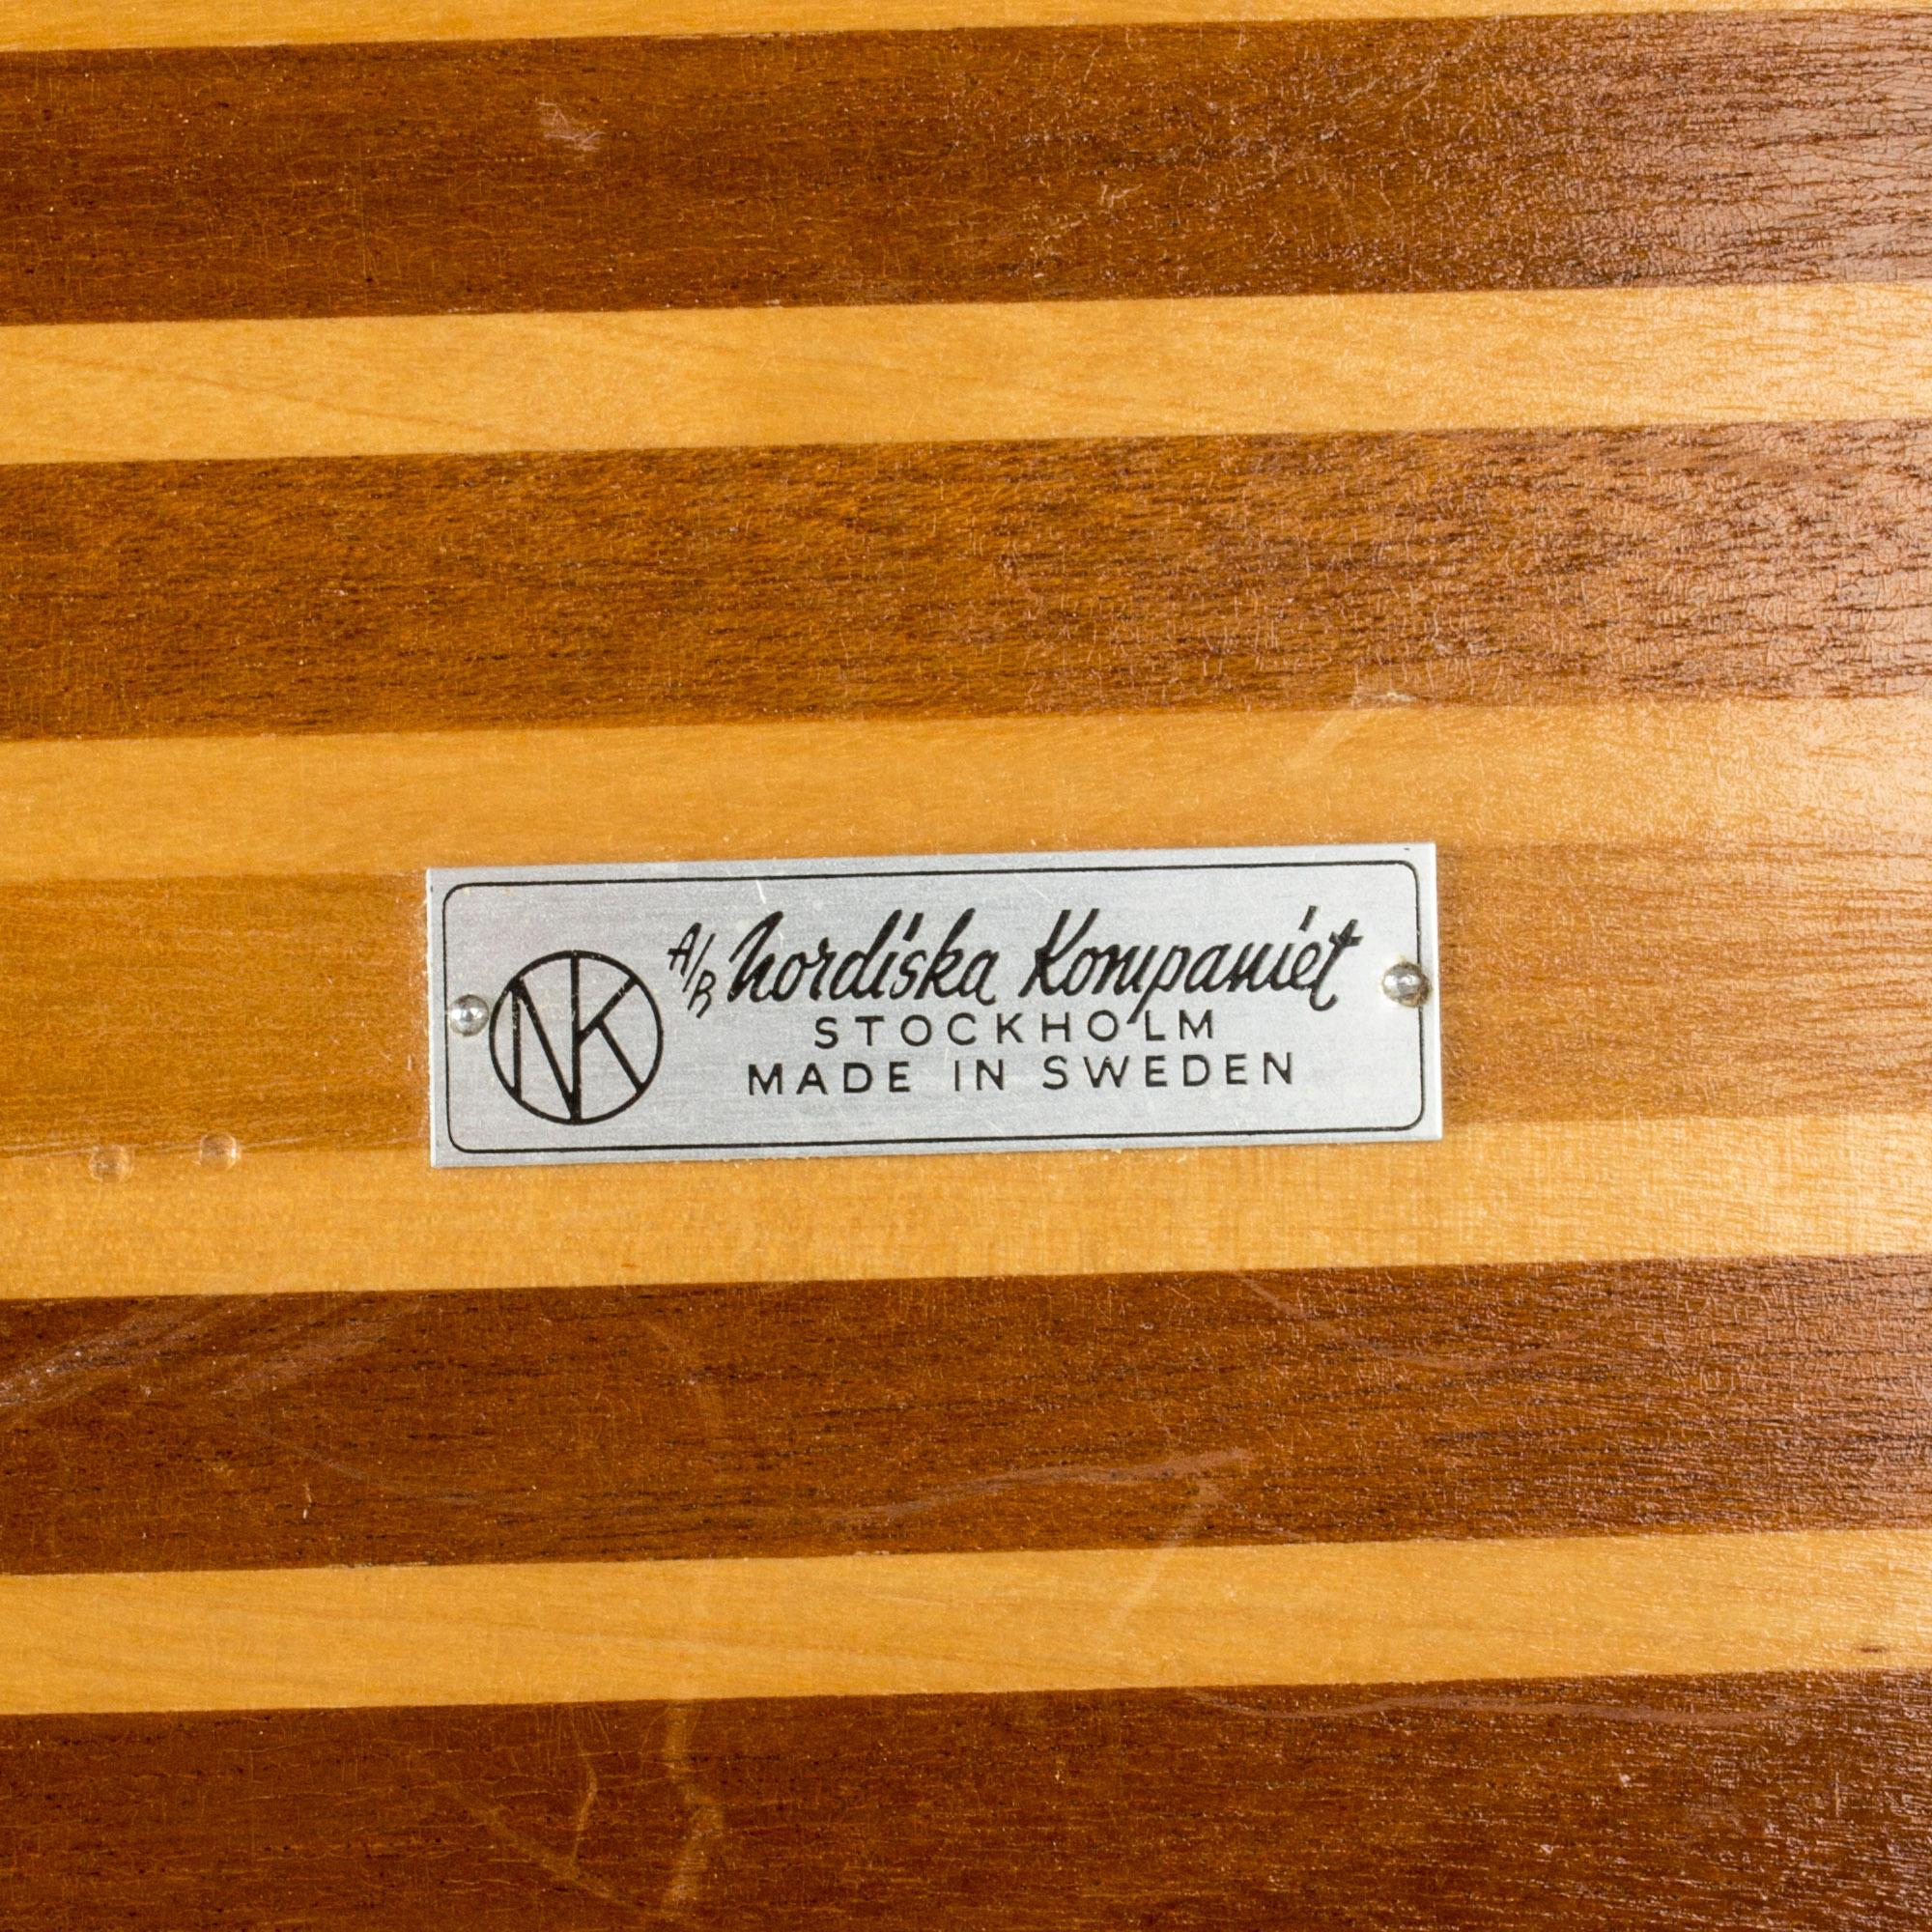 NK
A/B Nordiska Kompaniet
STOCKHOLM
MADE IN SWEDEN